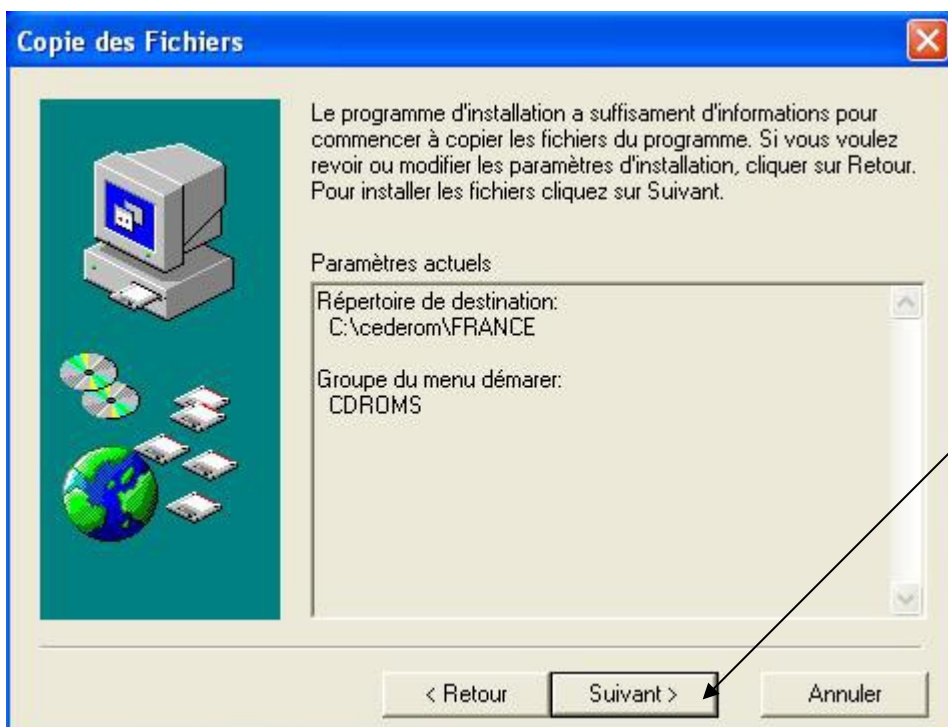 Copie des Fichiers
Le programme d'installation a suffisament d'informations pour
commencer à copier les fichiers du programme. Si vous voulez
revoir ou modifier les paramètres d'installation, cliquer sur Retour.
Pour installer les fichiers cliquez sur Suivant.
Paramètres actuels
Répertoire de destination:
C:\cederom\FRANCE
Groupe du menu démarer:
CDROMS
< Retour
Suivant >
Annuler